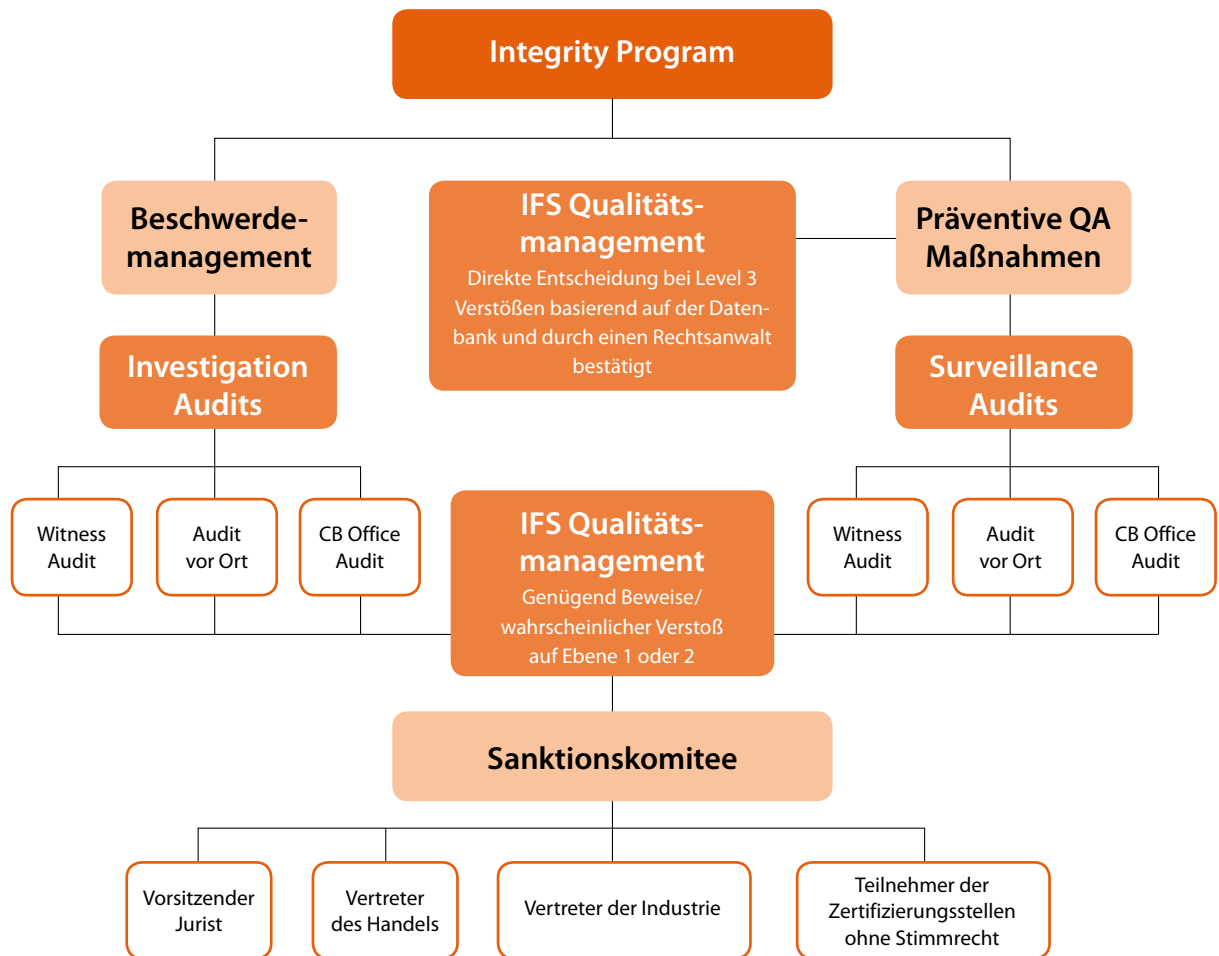 Integrity Program
Beschwerde-
management
IFS Qualitäts-
management
Direkte Entscheidung bei Level 3
Verstößen basierend auf der Daten-
bank und durch einen Rechtsanwalt
bestätigt
Präventive QA
Maßnahmen
Investigation
Audits
Surveillance
Audits
Witness
Audit
Audit
vor Ort
CB Office
Audit
IFS Qualitäts-
management
Genügend Beweise/
wahrscheinlicher Verstoß
auf Ebene 1 oder 2
Witness
Audit
Audit
vor Ort
CB Office
Audit
Sanktionskomitee
Vorsitzender
Jurist
Vertreter
des Handels
Vertreter der Industrie
Teilnehmer der
Zertifizierungsstellen
ohne Stimmrecht